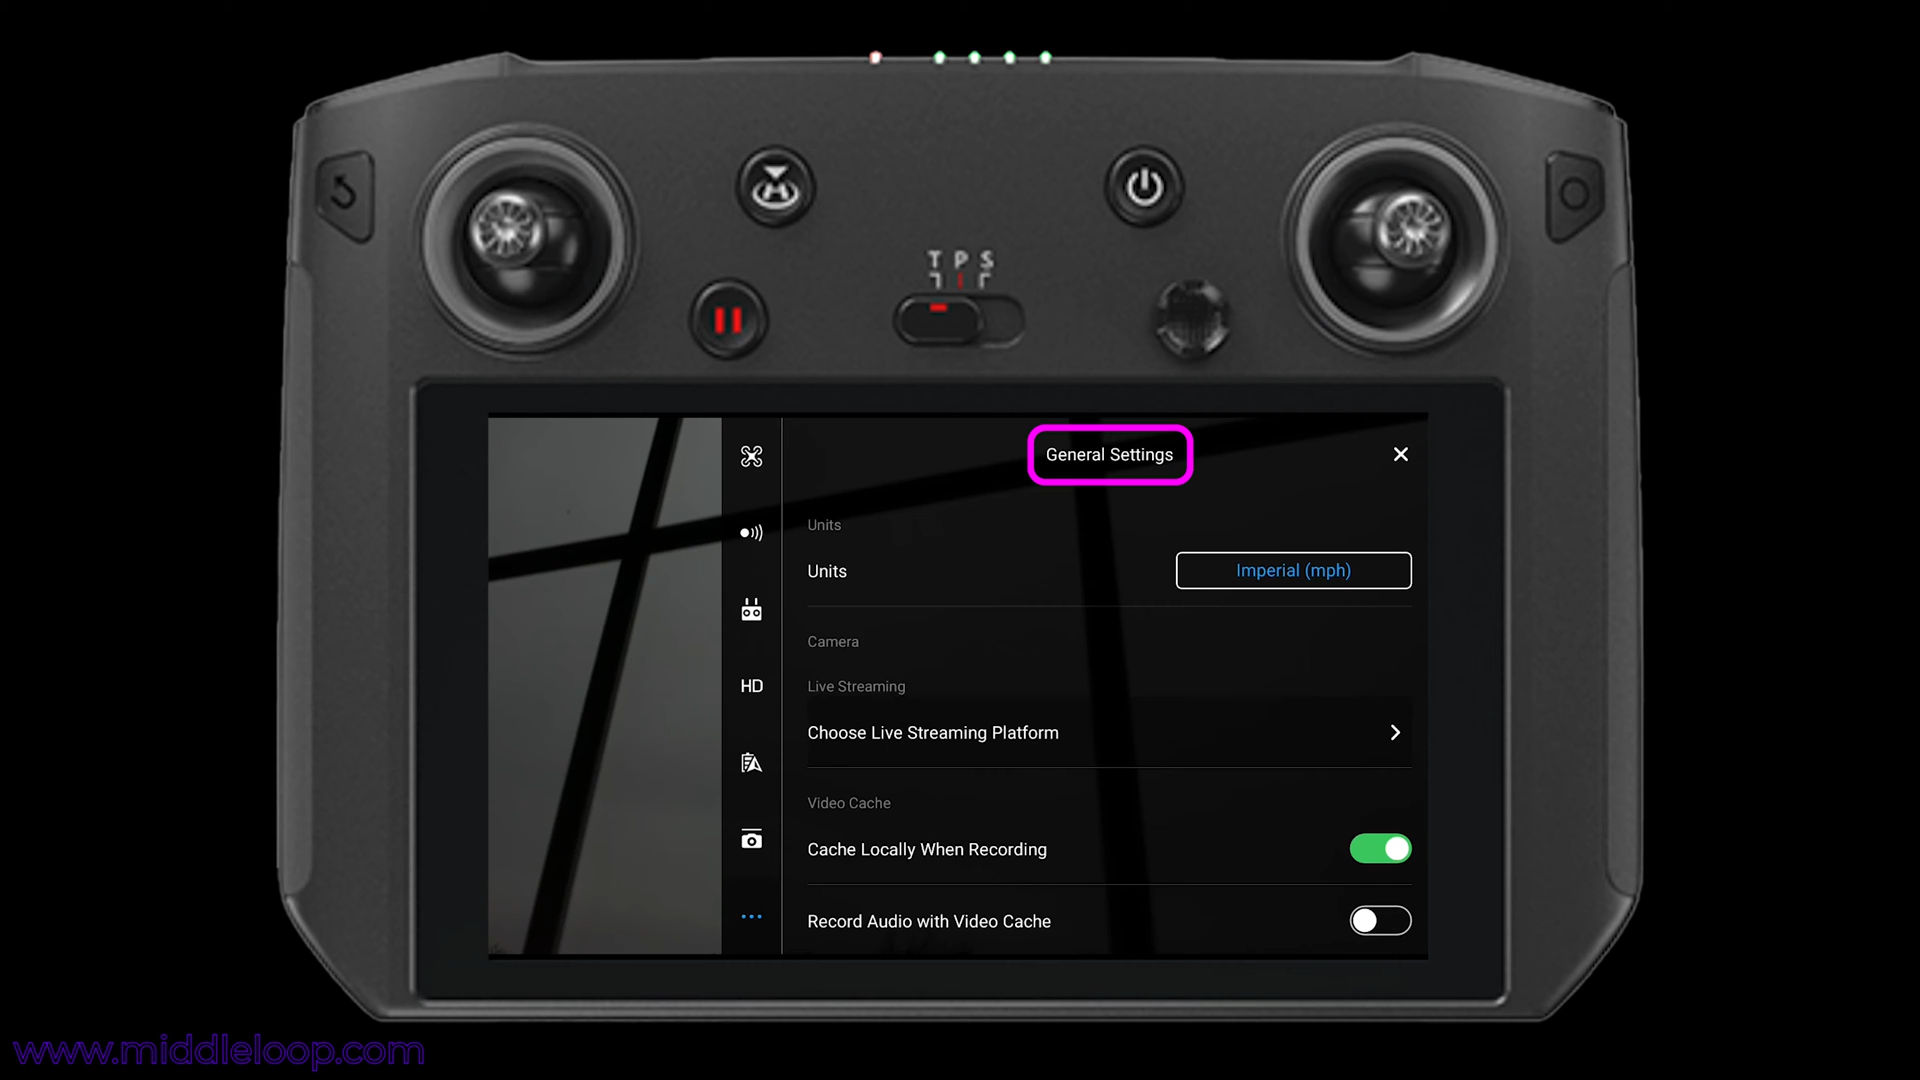 T P S
General Settings
Units
Units
Imperial (mph)
HD
Camera
Live Streaming
Choose Live Streaming Platform
Video Cache
Cache Locally When Recording
Record Audio with Video Cache
www.middleloop.com